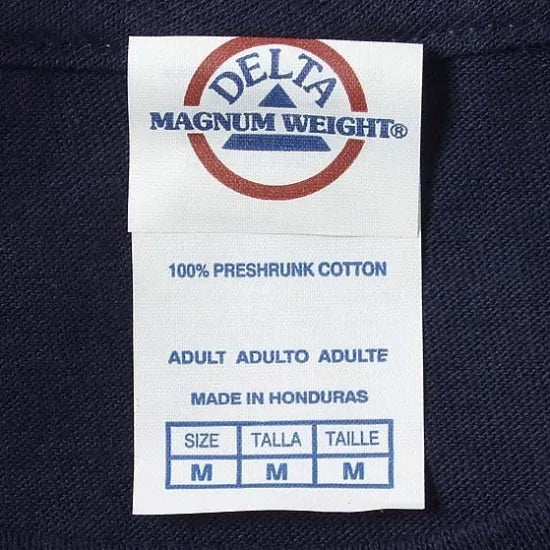 DELTA
MAGNUM WEIGHT®
100% PRESHRUNK COTTON
ADULT ADULTO ADULTE
MADE IN HONDURAS
SIZE TALLA TAILLE
M M M